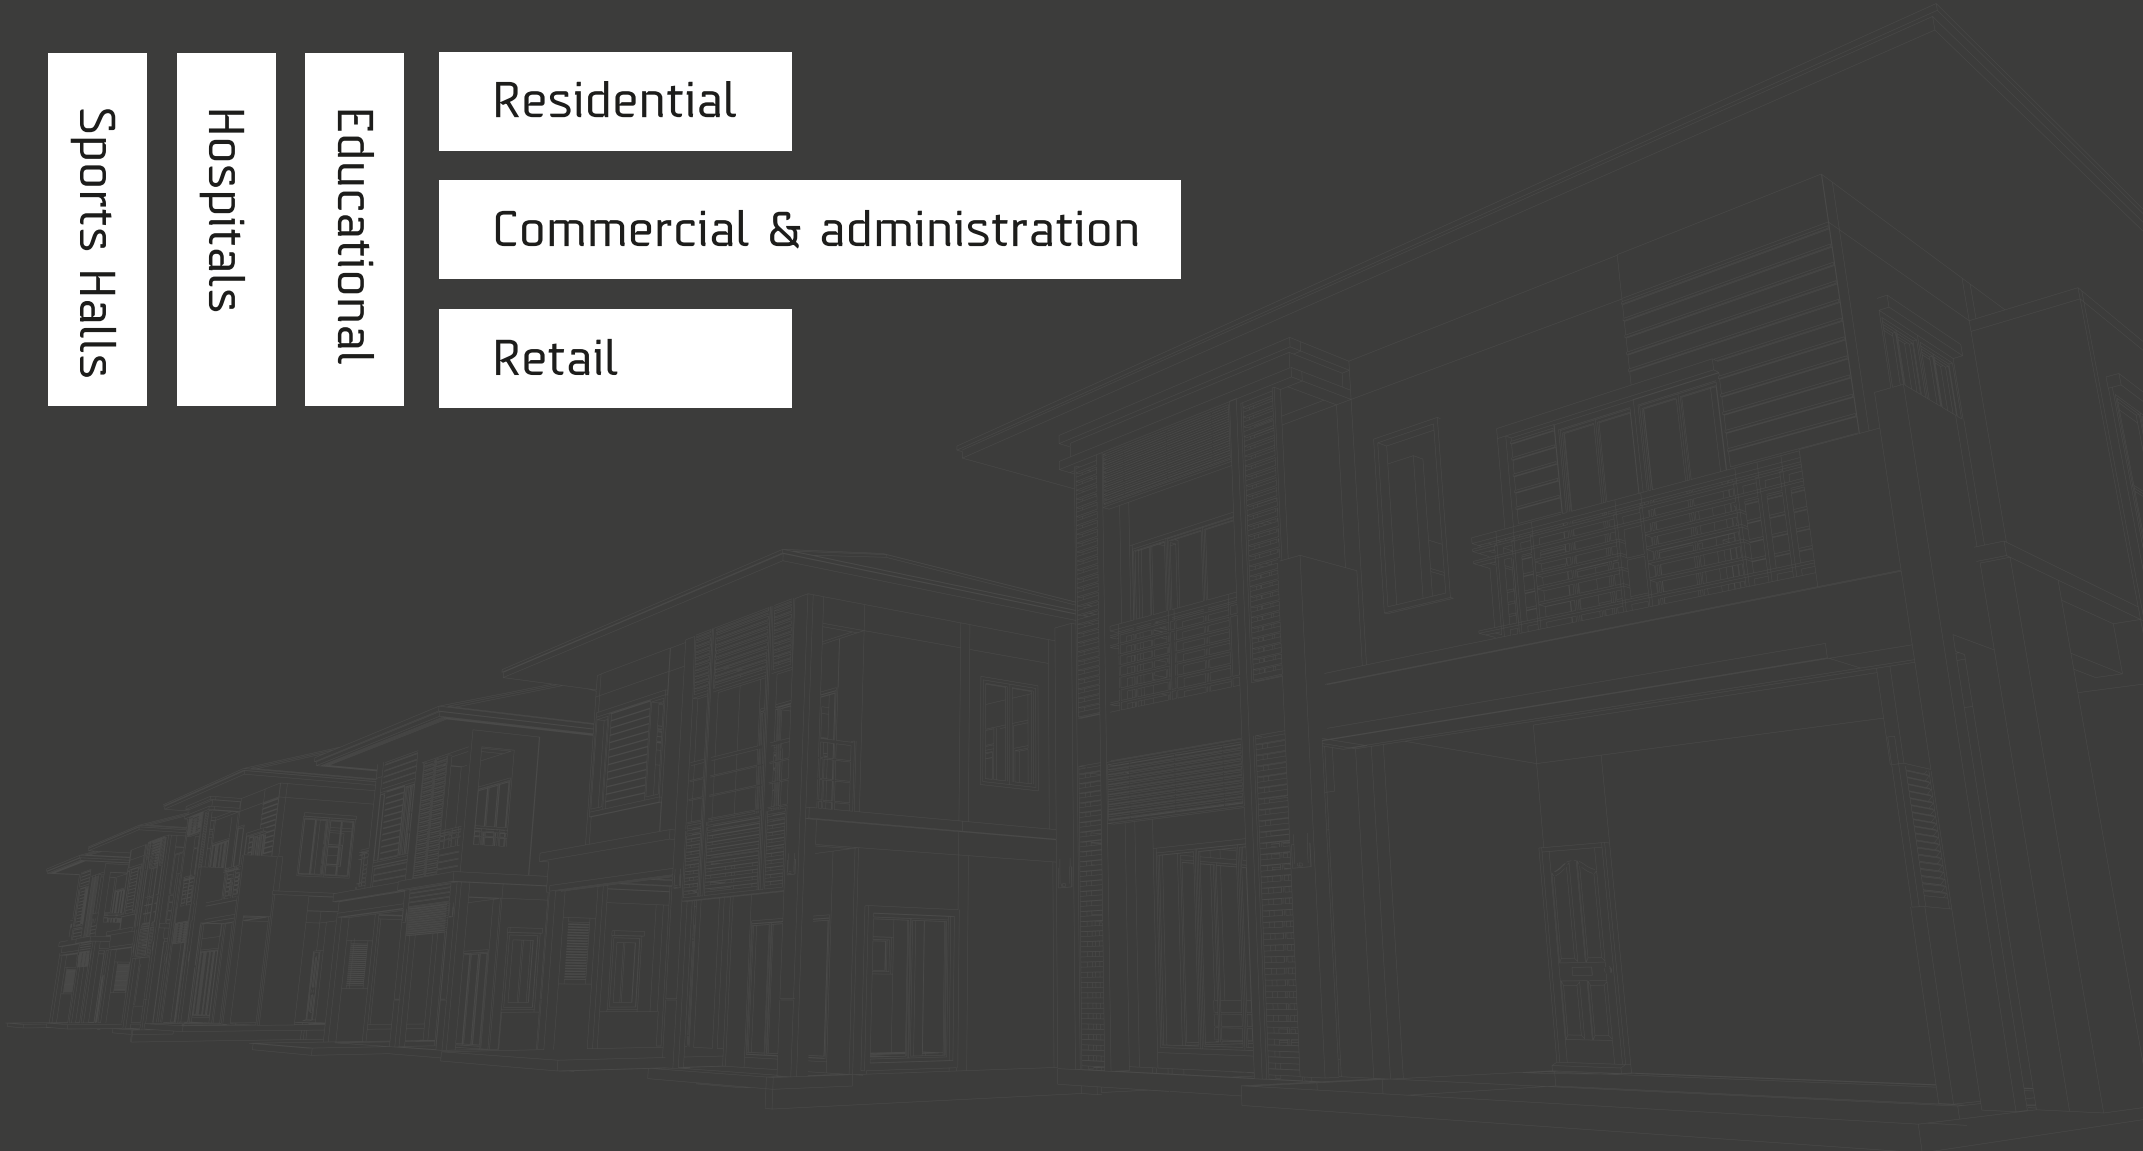 Sports Halls
Hospitals
Educational
Residential
Commercial & administration
Retail